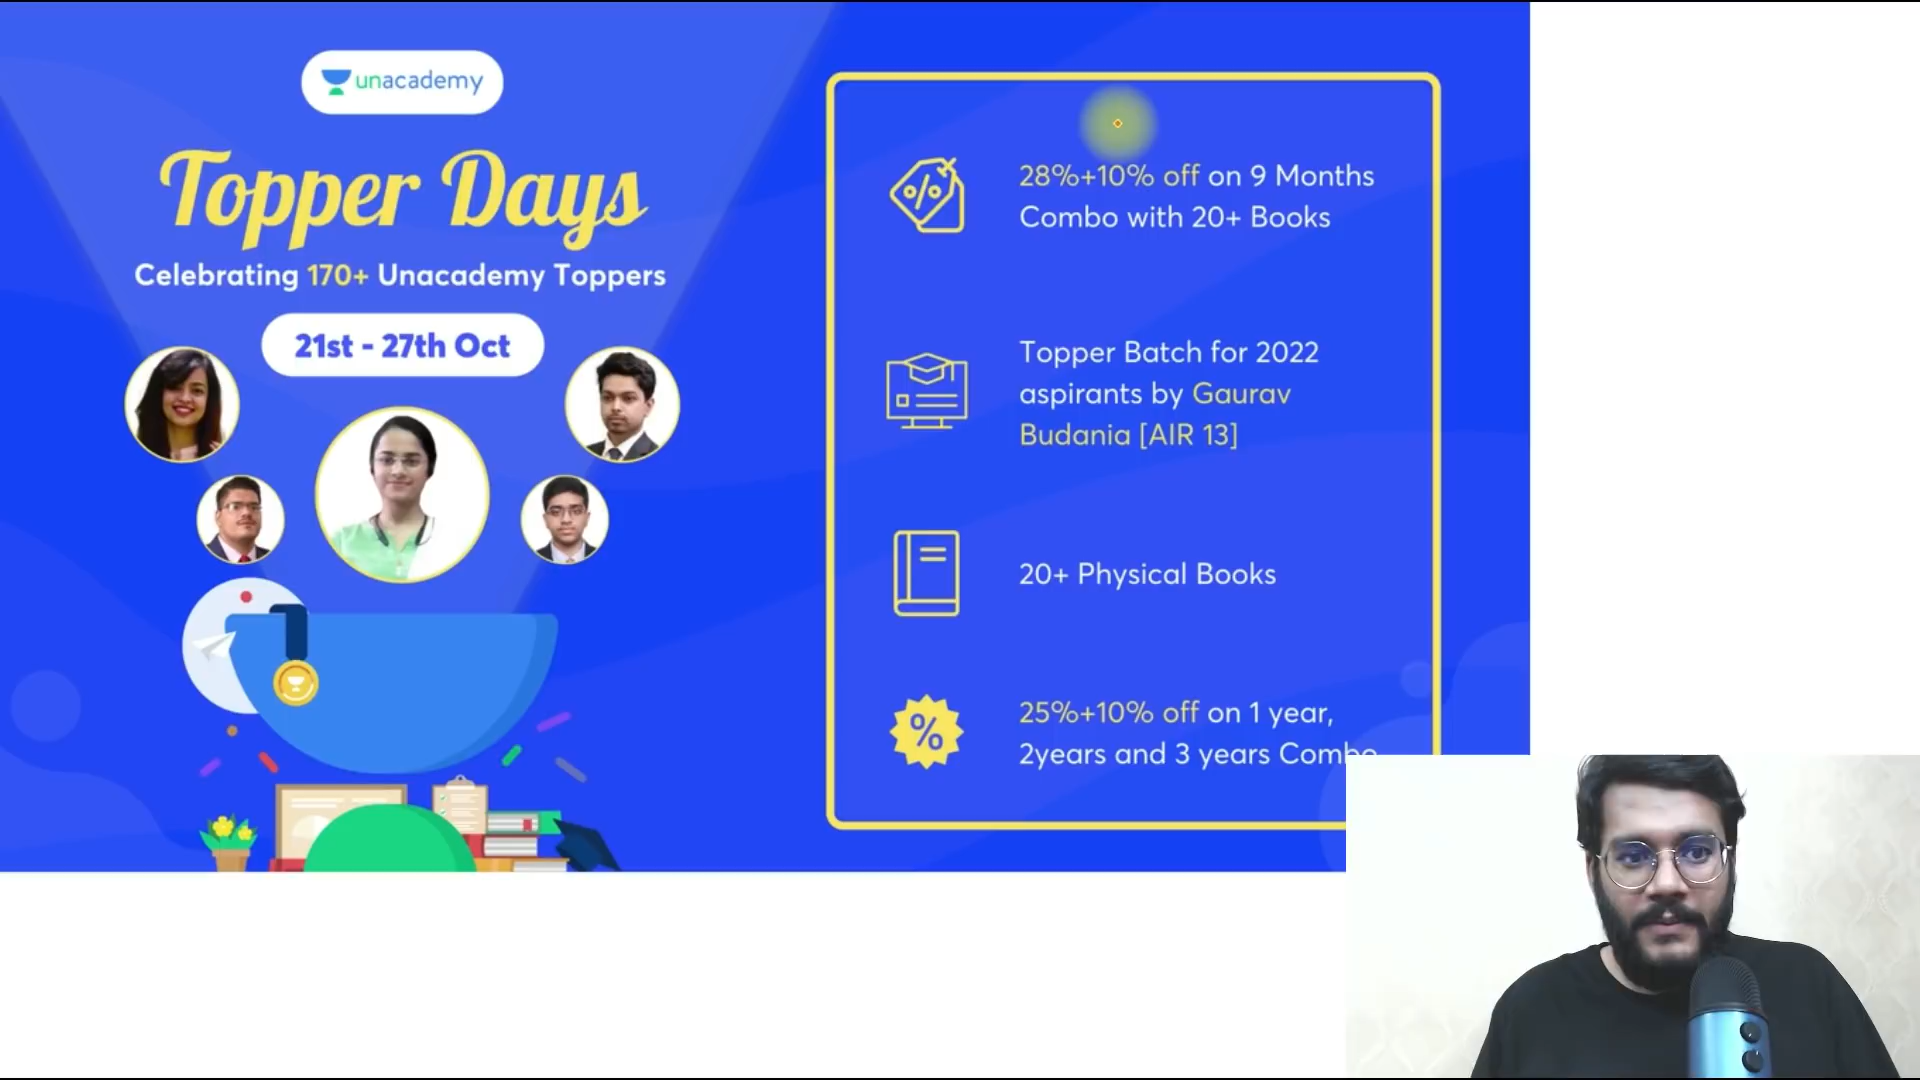 unacademy
Topper Days
Celebrating 170+ Unacademy Toppers
21st - 27th Oct
28%+10% off on 9 Months
Combo with 20+ Books
Topper Batch for 2022
aspirants by Gaurav
Budania [AIR 13]
20+ Physical Books
25%+10% off on 1 year,
2years and 3 years Combo
%